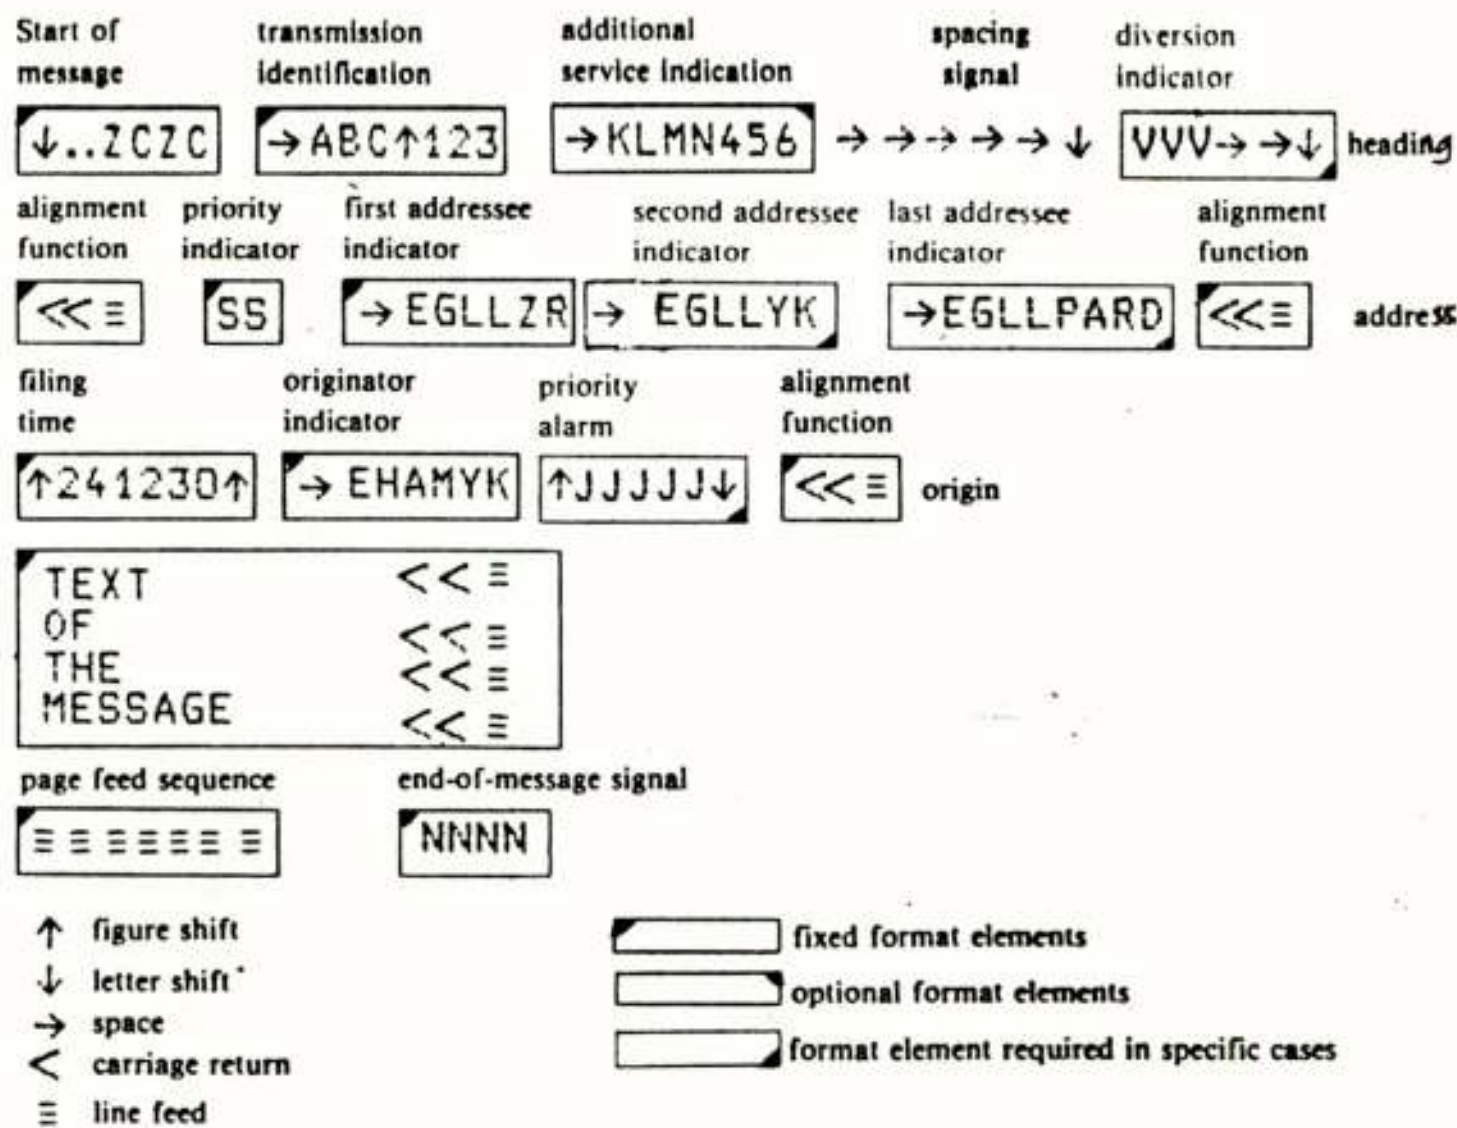 Start of transmission additional spacing diversion
message identification service indication signal indicator
↓..ZCZC →ABC↑123 →KLMN456 →→→→→↓ VVV→→↓ heading
alignment priority first addressee second addressee last addressee alignment
function indicator indicator indicator indicator function
<<≡ SS →EGLLZR → EGLLYK →EGLLPARD <<≡ address
filing originator priority alignment
time indicator alarm function
↑241230↑ → EHAMYK ↑JJJJJ↓ <<≡ origin
TEXT <<≡
OF <<≡
THE <<≡
MESSAGE <<≡
page feed sequence end-of-message signal
≡≡≡≡≡≡≡ NNNN
↑ figure shift fixed format elements
↓ letter shift optional format elements
→ space
< carriage return format element required in specific cases
≡ line feed